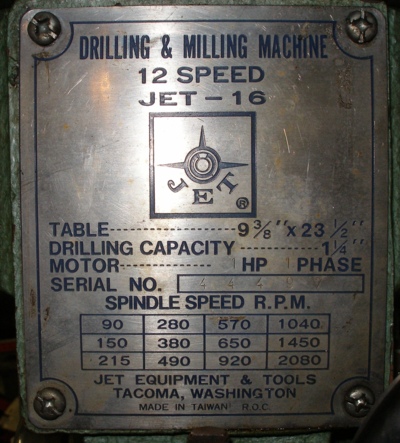 DRILLING & MILLING MACHINE
12 SPEED
JET-16
JET ®
TABLE 9 3/8" x 23 1/2"
DRILLING CAPACITY 1 1/4"
MOTOR 1 HP 1 PHASE
SERIAL NO.
SPINDLE SPEED R.P.M.
90 280 570 1040
150 380 650 1450
215 490 920 2080
JET EQUIPMENT & TOOLS
TACOMA, WASHINGTON
MADE IN TAIWAN R.O.C